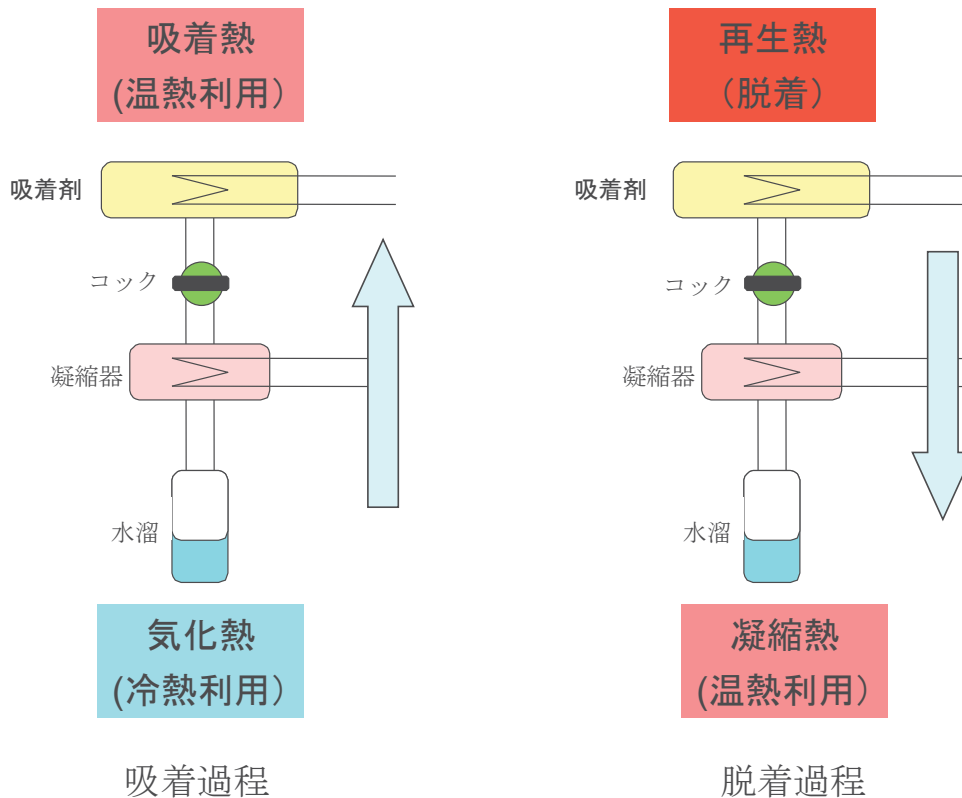 吸着熱
(温熱利用）
再生熱
（脱着）
吸着剤
吸着剤
コック
コック
凝縮器
凝縮器
水溜
水溜
気化熱
(冷熱利用）
凝縮熱
(温熱利用）
吸着過程
脱着過程